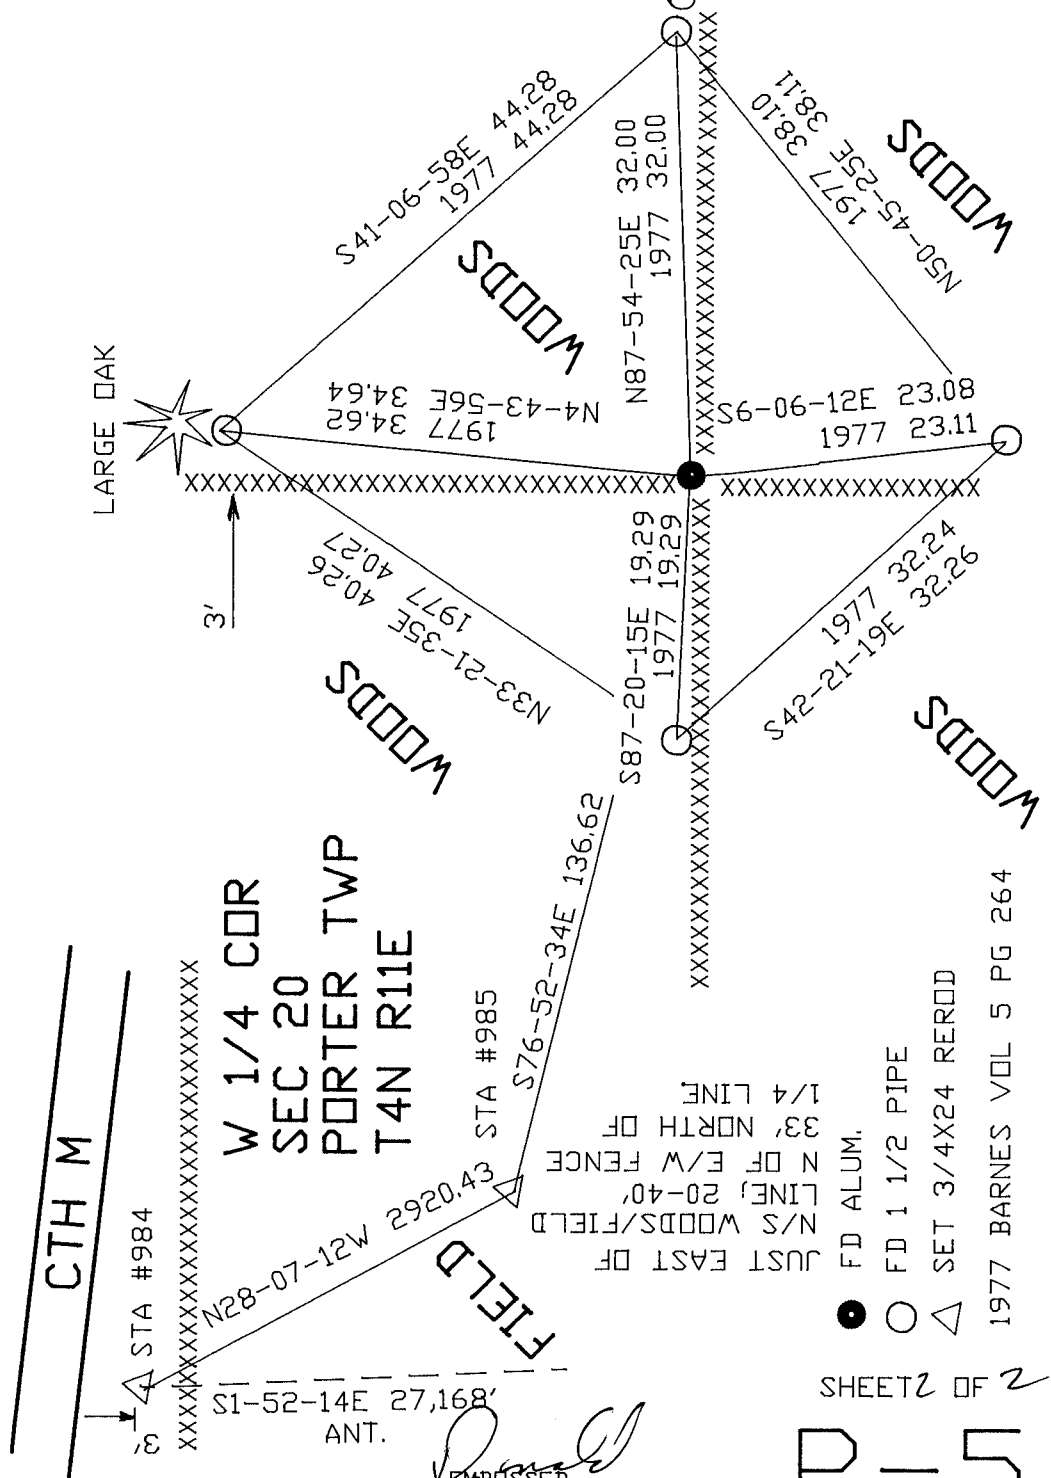 CTH M
3'
STA #984
N28-07-12W 2920.43
S1-52-14E 27,168'
ANT.
FIELD
W 1/4 COR
SEC 20
PORTER TWP
T4N R11E
STA #985
S76-52-34E 136.62
JUST EAST OF
N/S WOODS/FIELD
LINE, 20-40'
N OF E/W FENCE
33' NORTH OF
1/4 LINE.
LARGE OAK
3'
WOODS
N33-21-35E 40.26
1977 40.27
N4-43-56E 34.64
1977 34.62
S41-06-58E 44.28
1977 44.28
WOODS
N87-54-25E 32.00
1977 32.00
S87-20-15E 19.29
1977 19.29
S6-06-12E 23.08
1977 23.11
1977 38.10
N50-45-25E 38.11
WOODS
1977 32.24
S42-21-19E 32.26
WOODS
FD ALUM.
FD 1 1/2 PIPE
SET 3/4X24 REROD
1977 BARNES VOL 5 PG 264
SHEET 2 OF 2
Donald
EMBOSSED